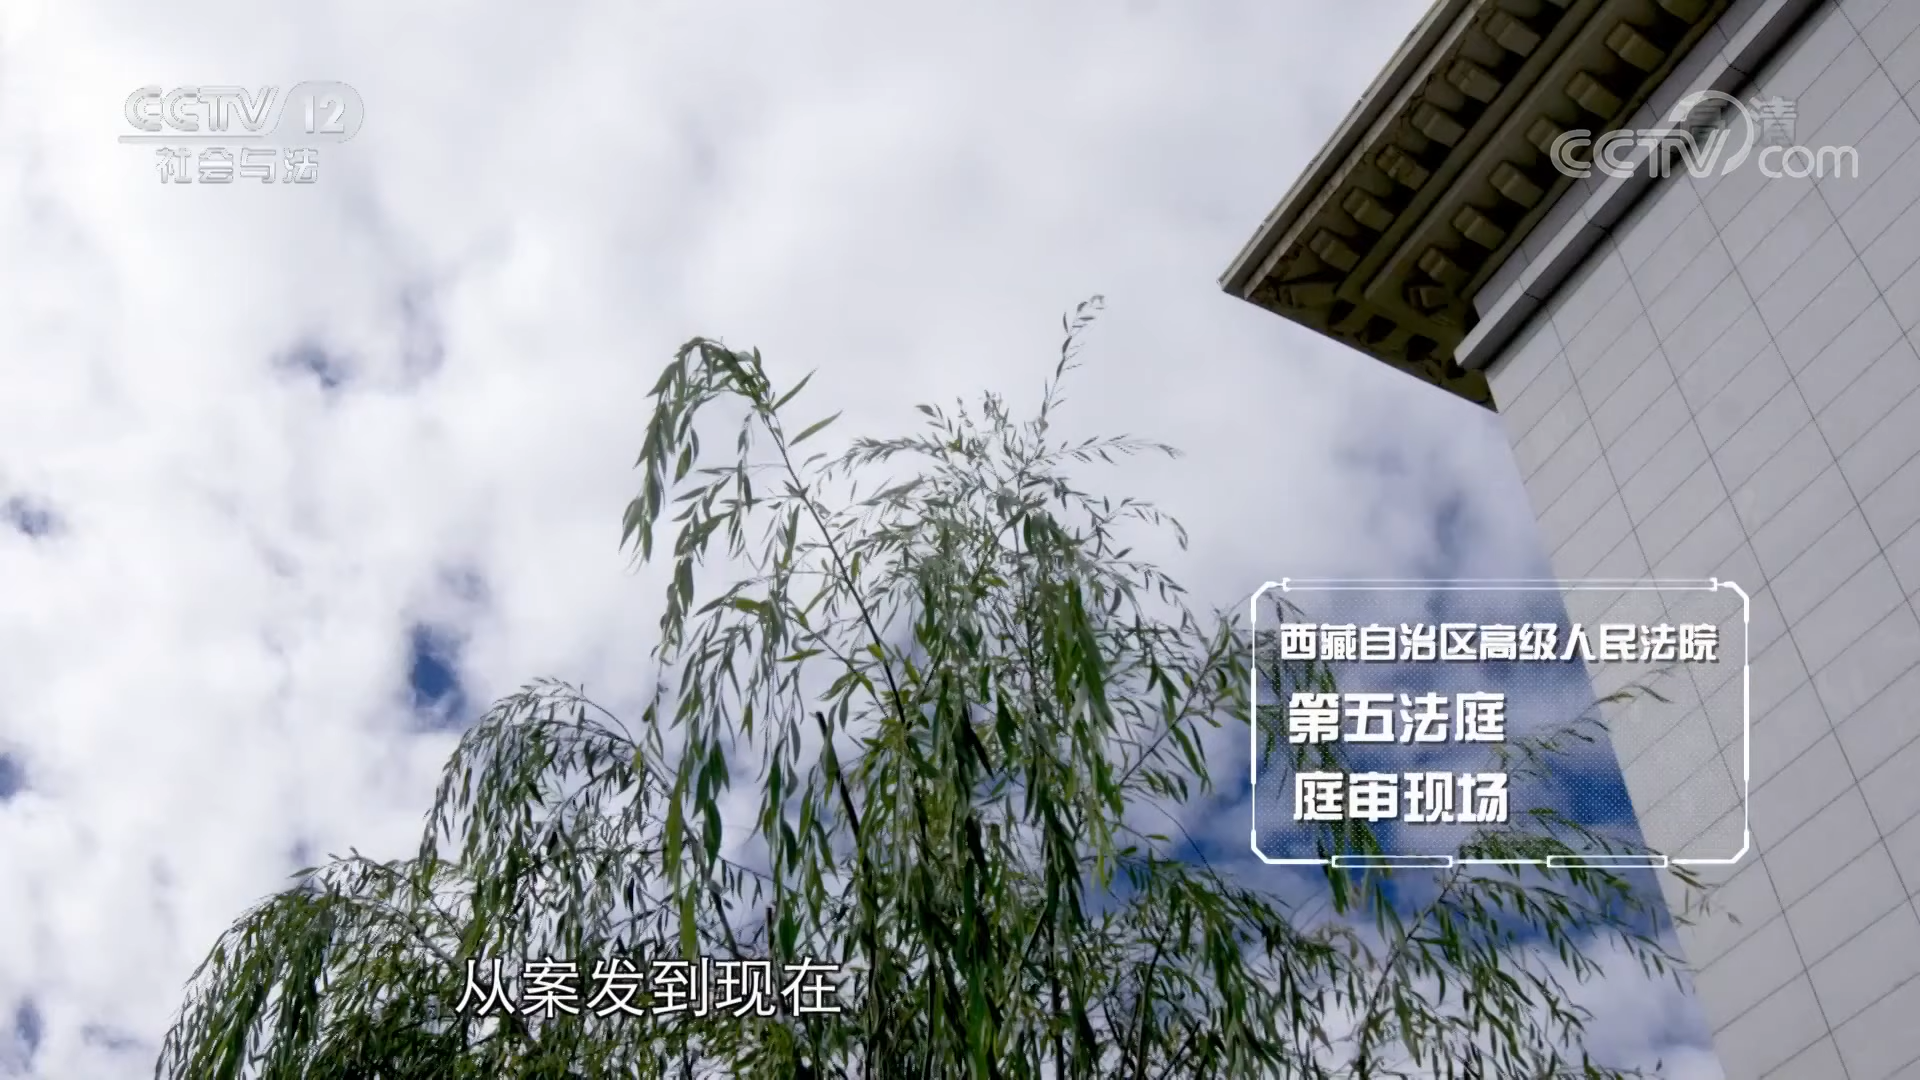 CCTV 12
社会与法
高清
CCTV.com
西藏自治区高级人民法院
第五法庭
庭审现场
从案发到现在